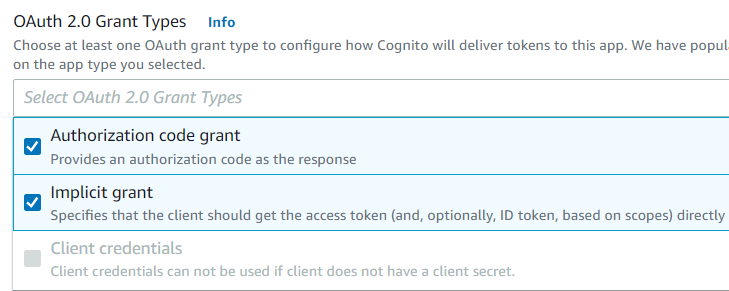 OAuth 2.0 Grant Types Info
Choose at least one OAuth grant type to configure how Cognito will deliver tokens to this app. We have
on the app type you selected.
Select OAuth 2.0 Grant Types
Authorization code grant
Provides an authorization code as the response
Implicit grant
Specifies that the client should get the access token (and, optionally, ID token, based on scopes) directly
Client credentials
Client credentials can not be used if client does not have a client secret.